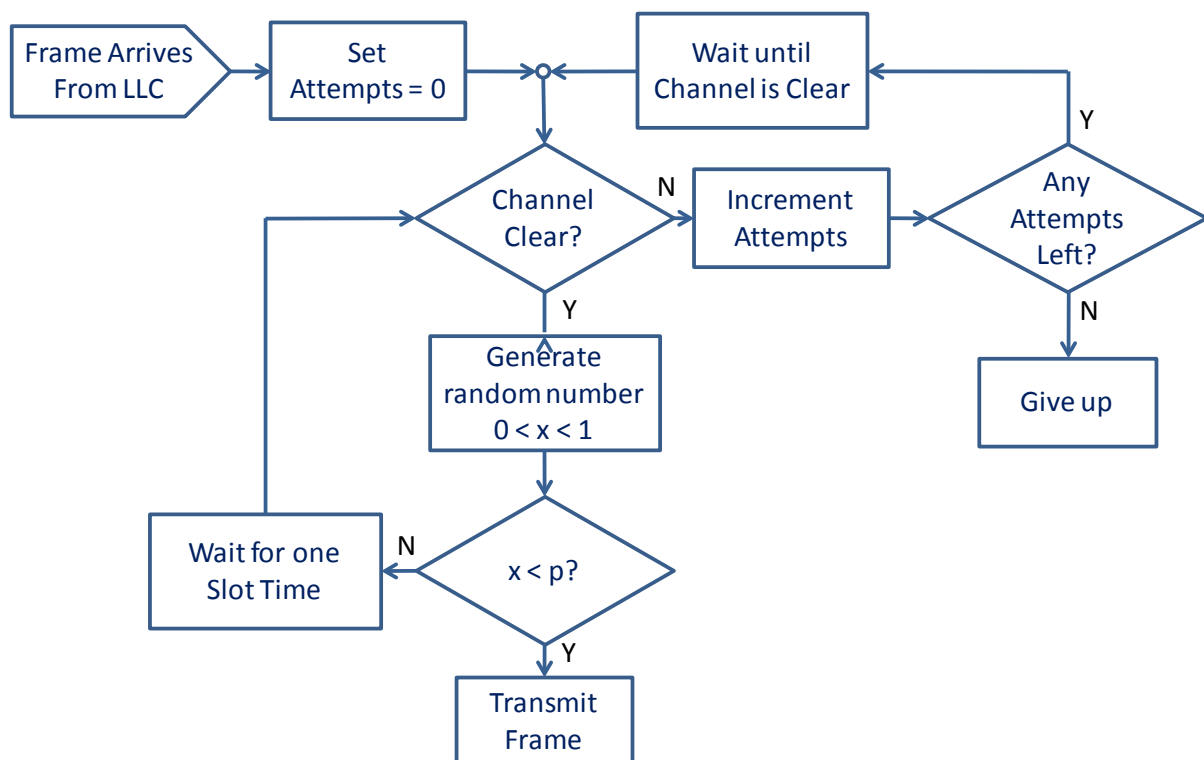 Frame Arrives
From LLC
Set
Attempts = 0
Wait until
Channel is Clear
Y
Channel
Clear?
N
Increment
Attempts
Any
Attempts
Left?
Y
N
Generate
random number
0 < x < 1
Give up
Wait for one
Slot Time
N
x < p?
Y
Transmit
Frame